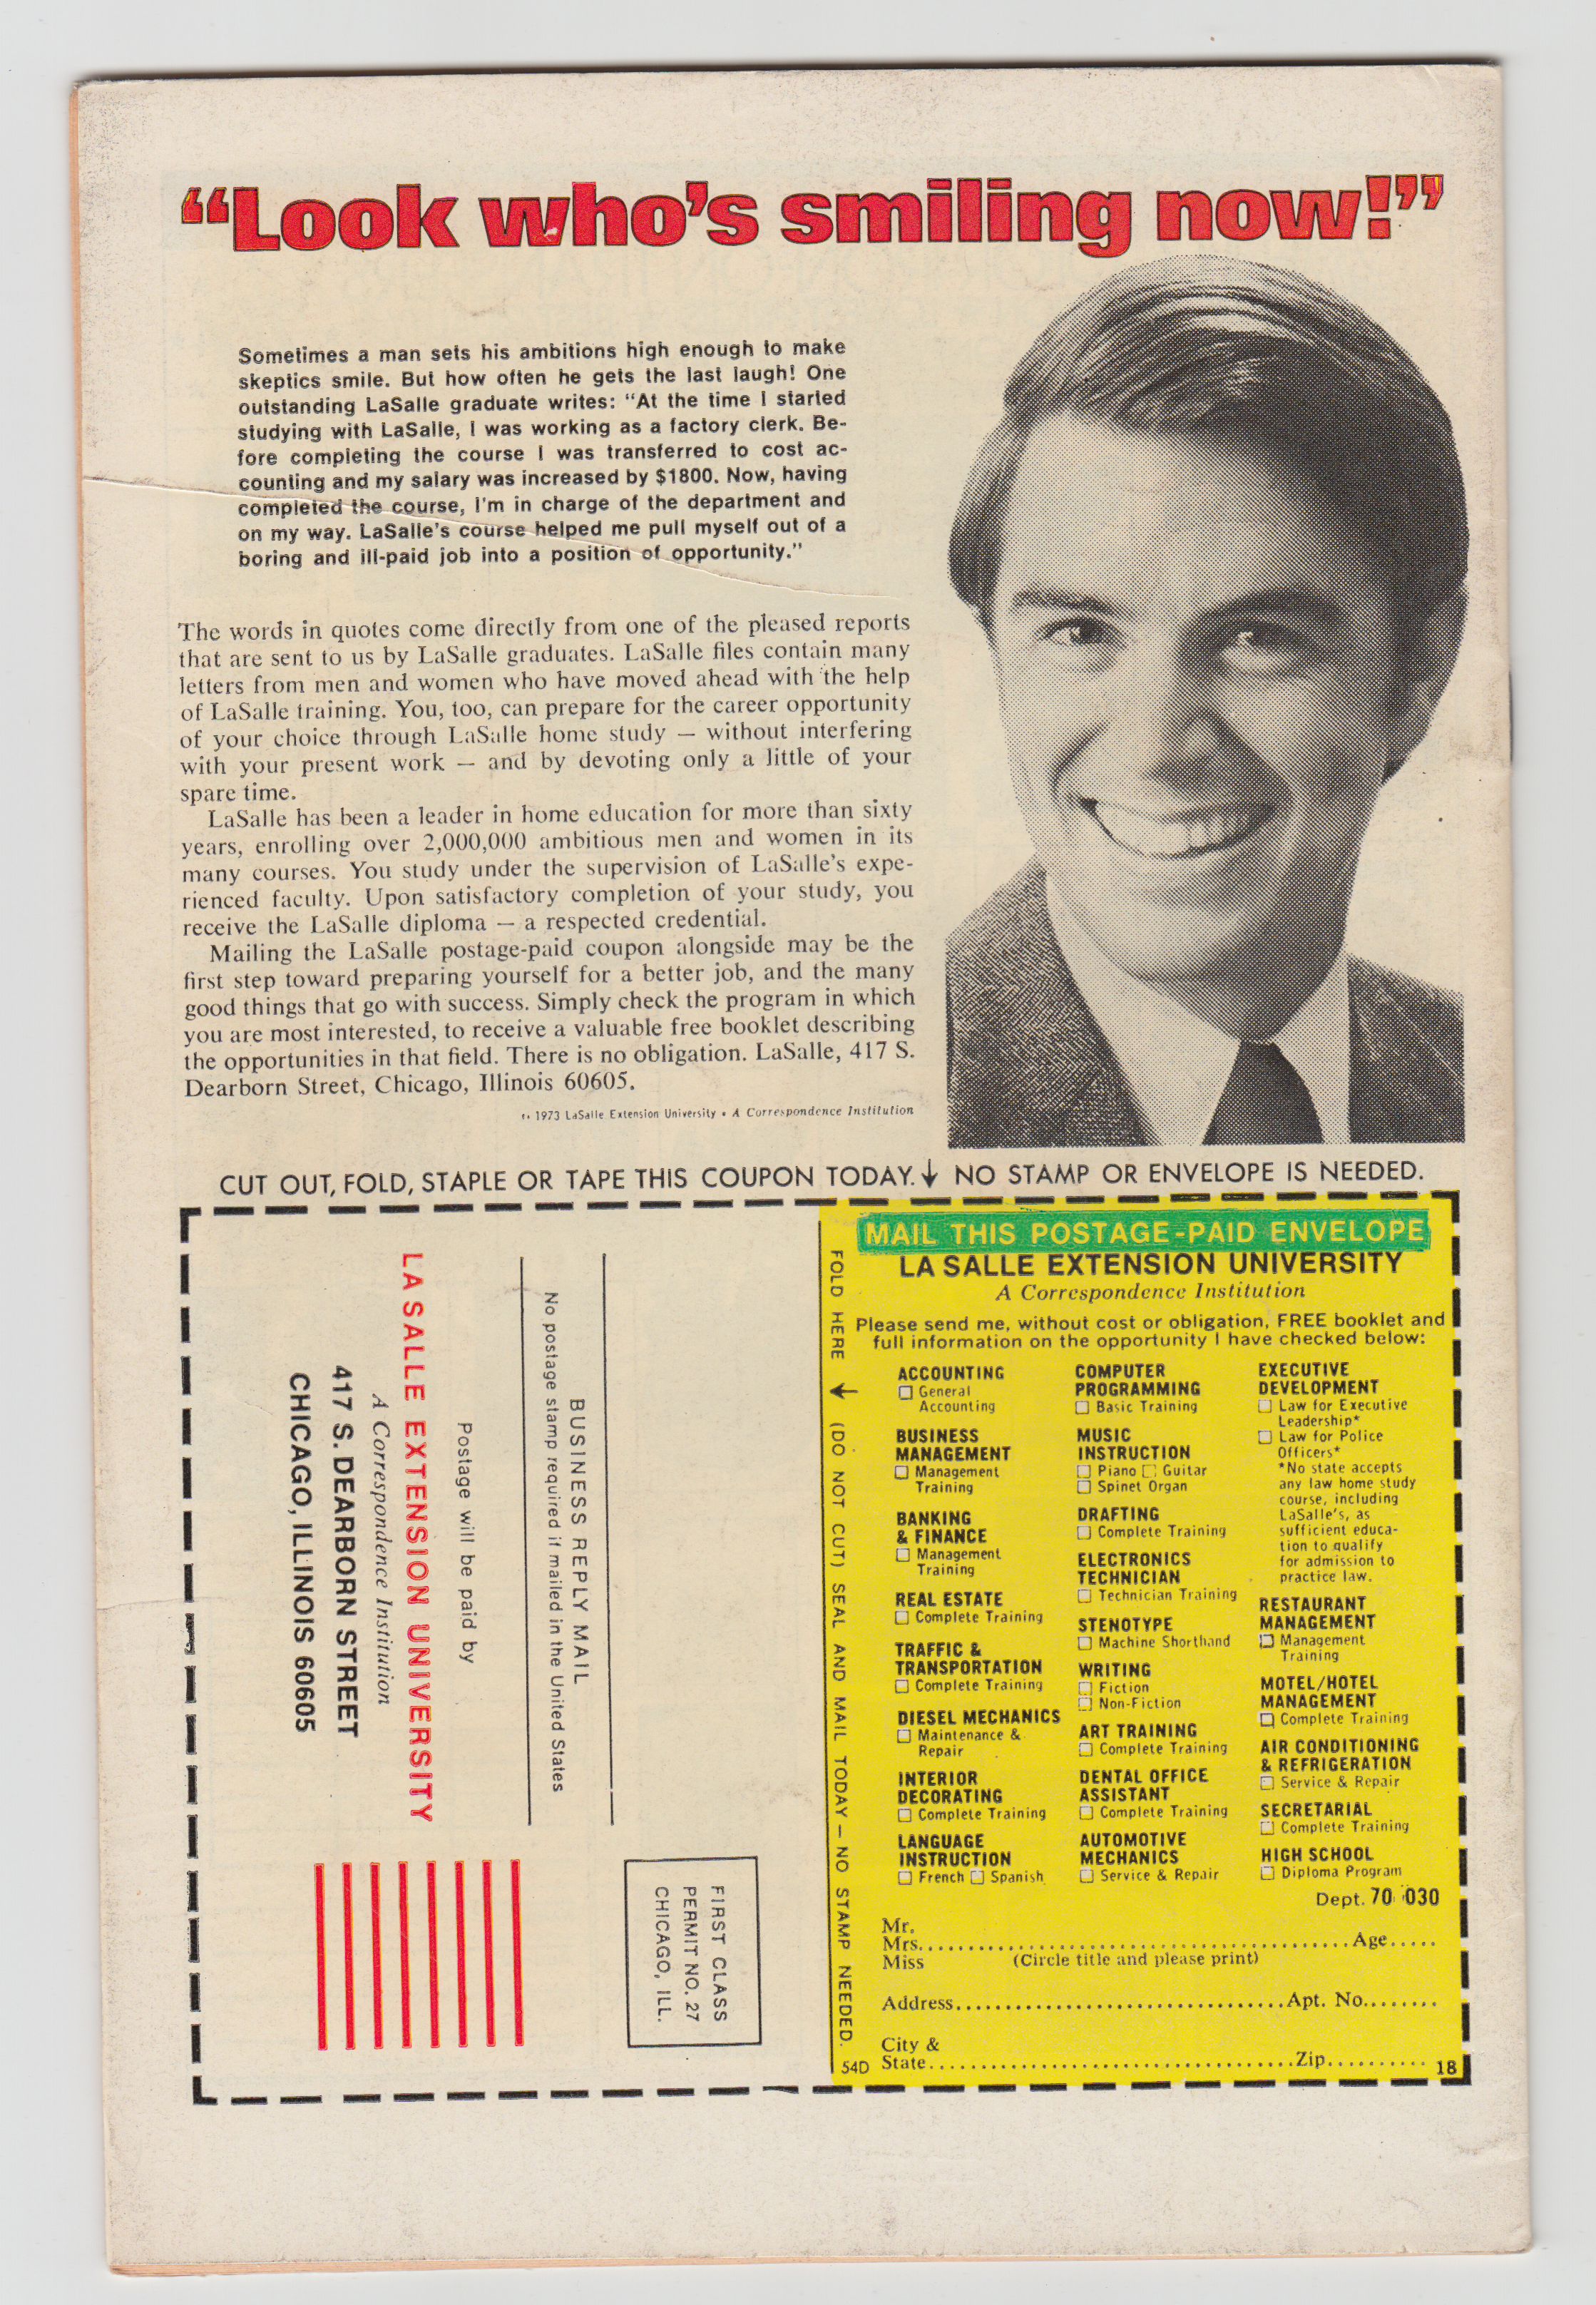 “Look who’s smiling now!”
Sometimes a man sets his ambitions high enough to make
skeptics smile. But how often he gets the last laugh! One
outstanding LaSalle graduate writes: “At the time I started
studying with LaSalle, I was working as a factory clerk. Be-
fore completing the course I was transferred to cost ac-
counting and my salary was increased by $1800. Now, having
completed the course, I’m in charge of the department and
on my way. LaSalle’s course helped me pull myself out of a
boring and ill-paid job into a position of opportunity.”
The words in quotes come directly from one of the pleased reports
that are sent to us by LaSalle graduates. LaSalle files contain many
letters from men and women who have moved ahead with the help
of LaSalle training. You, too, can prepare for the career opportunity
of your choice through LaSalle home study — without interfering
with your present work — and by devoting only a little of your
spare time.
LaSalle has been a leader in home education for more than sixty
years, enrolling over 2,000,000 ambitious men and women in its
many courses. You study under the supervision of LaSalle’s expe-
rienced faculty. Upon satisfactory completion of your study, you
receive the LaSalle diploma — a respected credential.
Mailing the LaSalle postage-paid coupon alongside may be the
first step toward preparing yourself for a better job, and the many
good things that go with success. Simply check the program in which
you are most interested, to receive a valuable free booklet describing
the opportunities in that field. There is no obligation. LaSalle, 417 S.
Dearborn Street, Chicago, Illinois 60605.
© 1973 LaSalle Extension University • A Correspondence Institution
CUT OUT, FOLD, STAPLE OR TAPE THIS COUPON TODAY. ↓ NO STAMP OR ENVELOPE IS NEEDED.
FIRST CLASS
PERMIT NO. 27
CHICAGO, ILL.
BUSINESS REPLY MAIL
No postage stamp required if mailed in the United States
Postage will be paid by
LA SALLE EXTENSION UNIVERSITY
A Correspondence Institution
417 S. DEARBORN STREET
CHICAGO, ILLINOIS 60605
FOLD HERE ↓ (DO NOT CUT) SEAL AND MAIL TODAY — NO STAMP NEEDED.
MAIL THIS POSTAGE-PAID ENVELOPE
LA SALLE EXTENSION UNIVERSITY
A Correspondence Institution
Please send me, without cost or obligation, FREE booklet and
full information on the opportunity I have checked below:
ACCOUNTING
☐ General
Accounting
BUSINESS
MANAGEMENT
☐ Management
Training
BANKING
& FINANCE
☐ Management
Training
REAL ESTATE
☐ Complete Training
TRAFFIC &
TRANSPORTATION
☐ Complete Training
DIESEL MECHANICS
☐ Maintenance &
Repair
INTERIOR
DECORATING
☐ Complete Training
LANGUAGE
INSTRUCTION
☐ French ☐ Spanish
COMPUTER
PROGRAMMING
☐ Basic Training
MUSIC
INSTRUCTION
☐ Piano ☐ Guitar
☐ Spinet Organ
DRAFTING
☐ Complete Training
ELECTRONICS
TECHNICIAN
☐ Technician Training
STENOTYPE
☐ Machine Shorthand
WRITING
☐ Fiction
☐ Non-Fiction
ART TRAINING
☐ Complete Training
DENTAL OFFICE
ASSISTANT
☐ Complete Training
AUTOMOTIVE
MECHANICS
☐ Service & Repair
EXECUTIVE
DEVELOPMENT
☐ Law for Executive
Leadership*
☐ Law for Police
Officers*
*No state accepts
any law home study
course, including
LaSalle’s, as
sufficient educa-
tion to qualify
for admission to
practice law.
RESTAURANT
MANAGEMENT
☐ Management
Training
MOTEL/HOTEL
MANAGEMENT
☐ Complete Training
AIR CONDITIONING
& REFRIGERATION
☐ Service & Repair
SECRETARIAL
☐ Complete Training
HIGH SCHOOL
☐ Diploma Program
Dept. 70-030
Mr.
Mrs. Age
Miss (Circle title and please print)
Address Apt. No.
City &
State Zip
54D
18